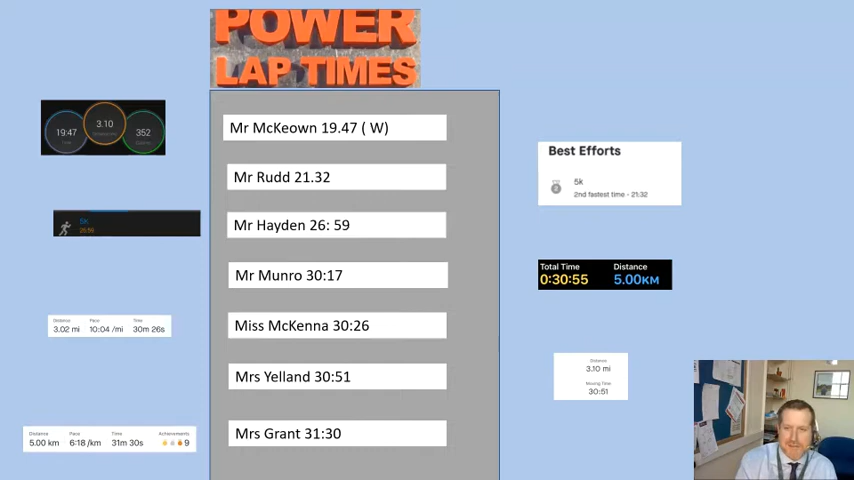 POWER
LAP TIMES
Mr McKeown 19.47 ( W)
Mr Rudd 21.32
Mr Hayden 26: 59
Mr Munro 30:17
Miss McKenna 30:26
Mrs Yelland 30:51
Mrs Grant 31:30
19:47
3.10
352
Time
5K
26:59
Distance Pace Time
3.02 mi 10:04 /mi 30m 26s
Distance Pace Time Achievements
5.00 km 6:18 /km 31m 30s 9
Best Efforts
5k
2nd fastest time - 21:32
Total Time Distance
0:30:55 5.00KM
Distance
3.10 mi
Moving Time
30:51